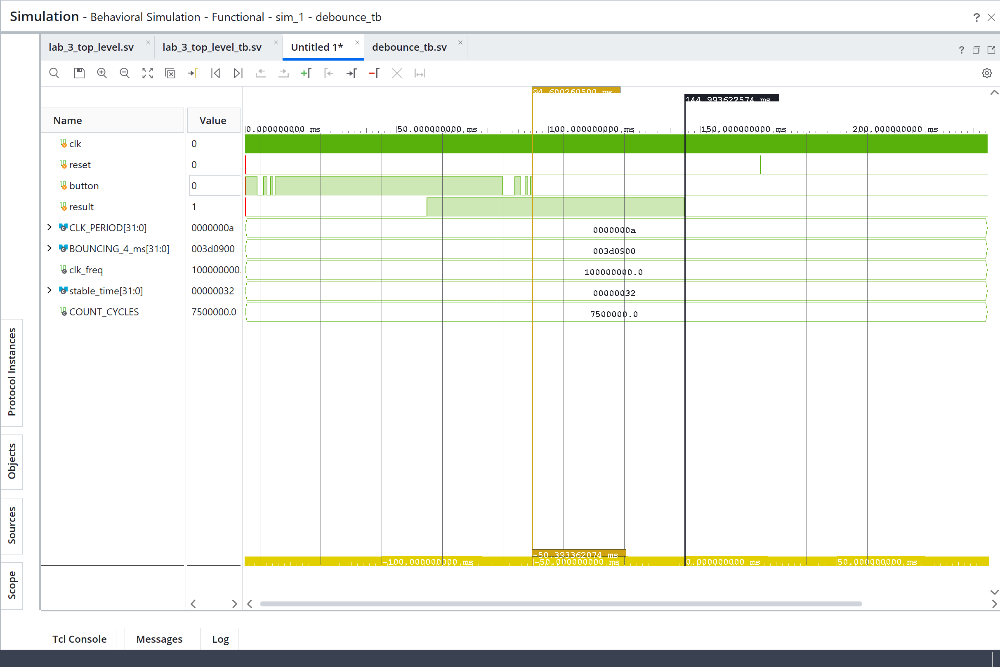 Simulation - Behavioral Simulation - Functional - sim_1 - debounce_tb
?
lab_3_top_level.sv lab_3_top_level_tb.sv Untitled 1* debounce_tb.sv
?
94.600260500 ms
144.993622574 ms
Name Value
0.000000000 ms 50.000000000 ms 100.000000000 ms 150.000000000 ms 200.000000000 ms
clk 0
reset 0
button 0
result 1
CLK_PERIOD[31:0] 0000000a 0000000a
BOUNCING_4_ms[31:0] 003d0900 003d0900
clk_freq 100000000. 100000000.0
stable_time[31:0] 00000032 00000032
COUNT_CYCLES 7500000.0 7500000.0
Protocol Instances
Objects
Sources
Scope
-50.393362074 ms
-100.000000000 ms -50.000000000 ms 0.000000000 ms 50.000000000 ms
Tcl Console Messages Log